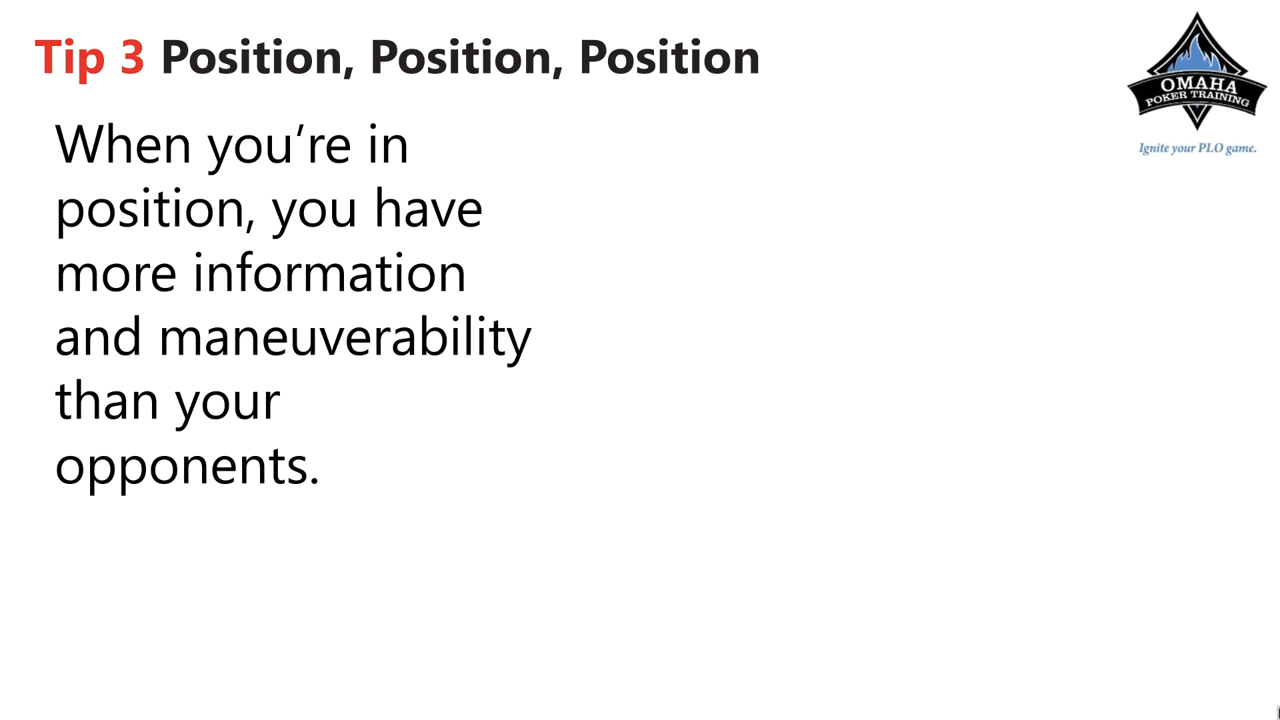 Tip 3 Position, Position, Position
OMAHA
POKER TRAINING
Ignite your PLO game.
When you’re in
position, you have
more information
and maneuverability
than your
opponents.